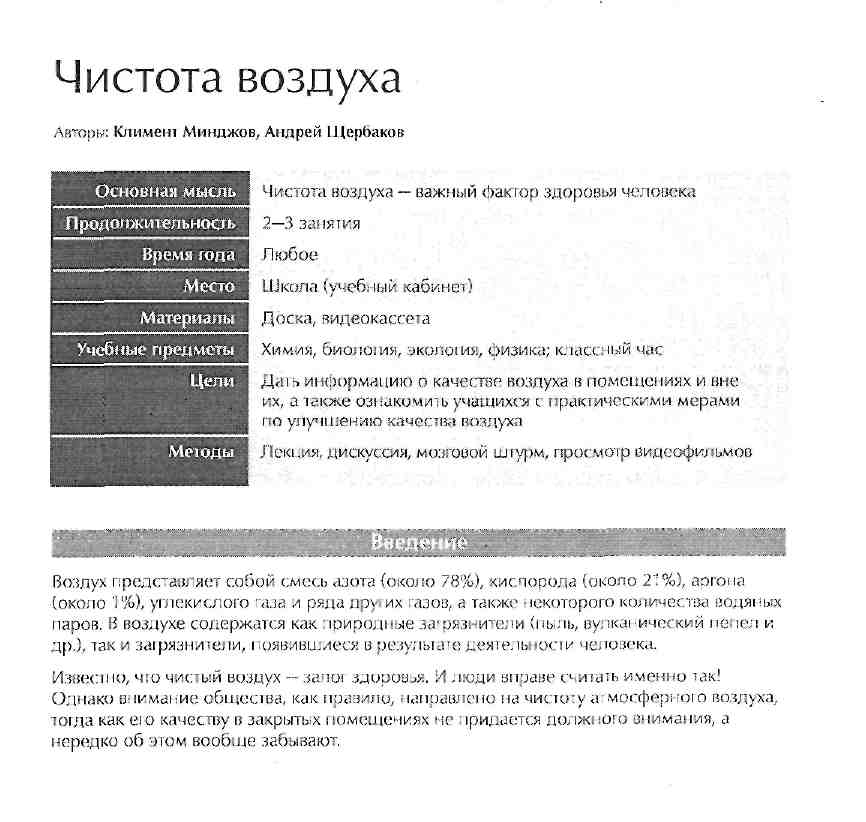 Чистота воздуха
Авторы: Климент Минджов, Андрей Щербаков
Основная мысль Чистота воздуха — важный фактор здоровья человека
Продолжительность 2—3 занятия
Время года Любое
Место Школа (учебный кабинет)
Материалы Доска, видеокассета
Учебные предметы Химия, биология, экология, физика; классный час
Цели Дать информацию о качестве воздуха в помещениях и вне
их, а также ознакомить учащихся с практическими мерами
по улучшению качества воздуха
Методы Лекция, дискуссия, мозговой штурм, просмотр видеофильмов
Введение
Воздух представляет собой смесь азота (около 78%), кислорода (около 21%), аргона
(около 1%), углекислого газа и ряда других газов, а также некоторого количества водяных
паров. В воздухе содержатся как природные загрязнители (пыль, вулканический пепел и
др.), так и загрязнители, появившиеся в результате деятельности человека.
Известно, что чистый воздух — залог здоровья. И люди вправе считать именно так!
Однако внимание общества, как правило, направлено на чистоту атмосферного воздуха,
тогда как его качеству в закрытых помещениях не придается должного внимания, а
нередко об этом вообще забывают.